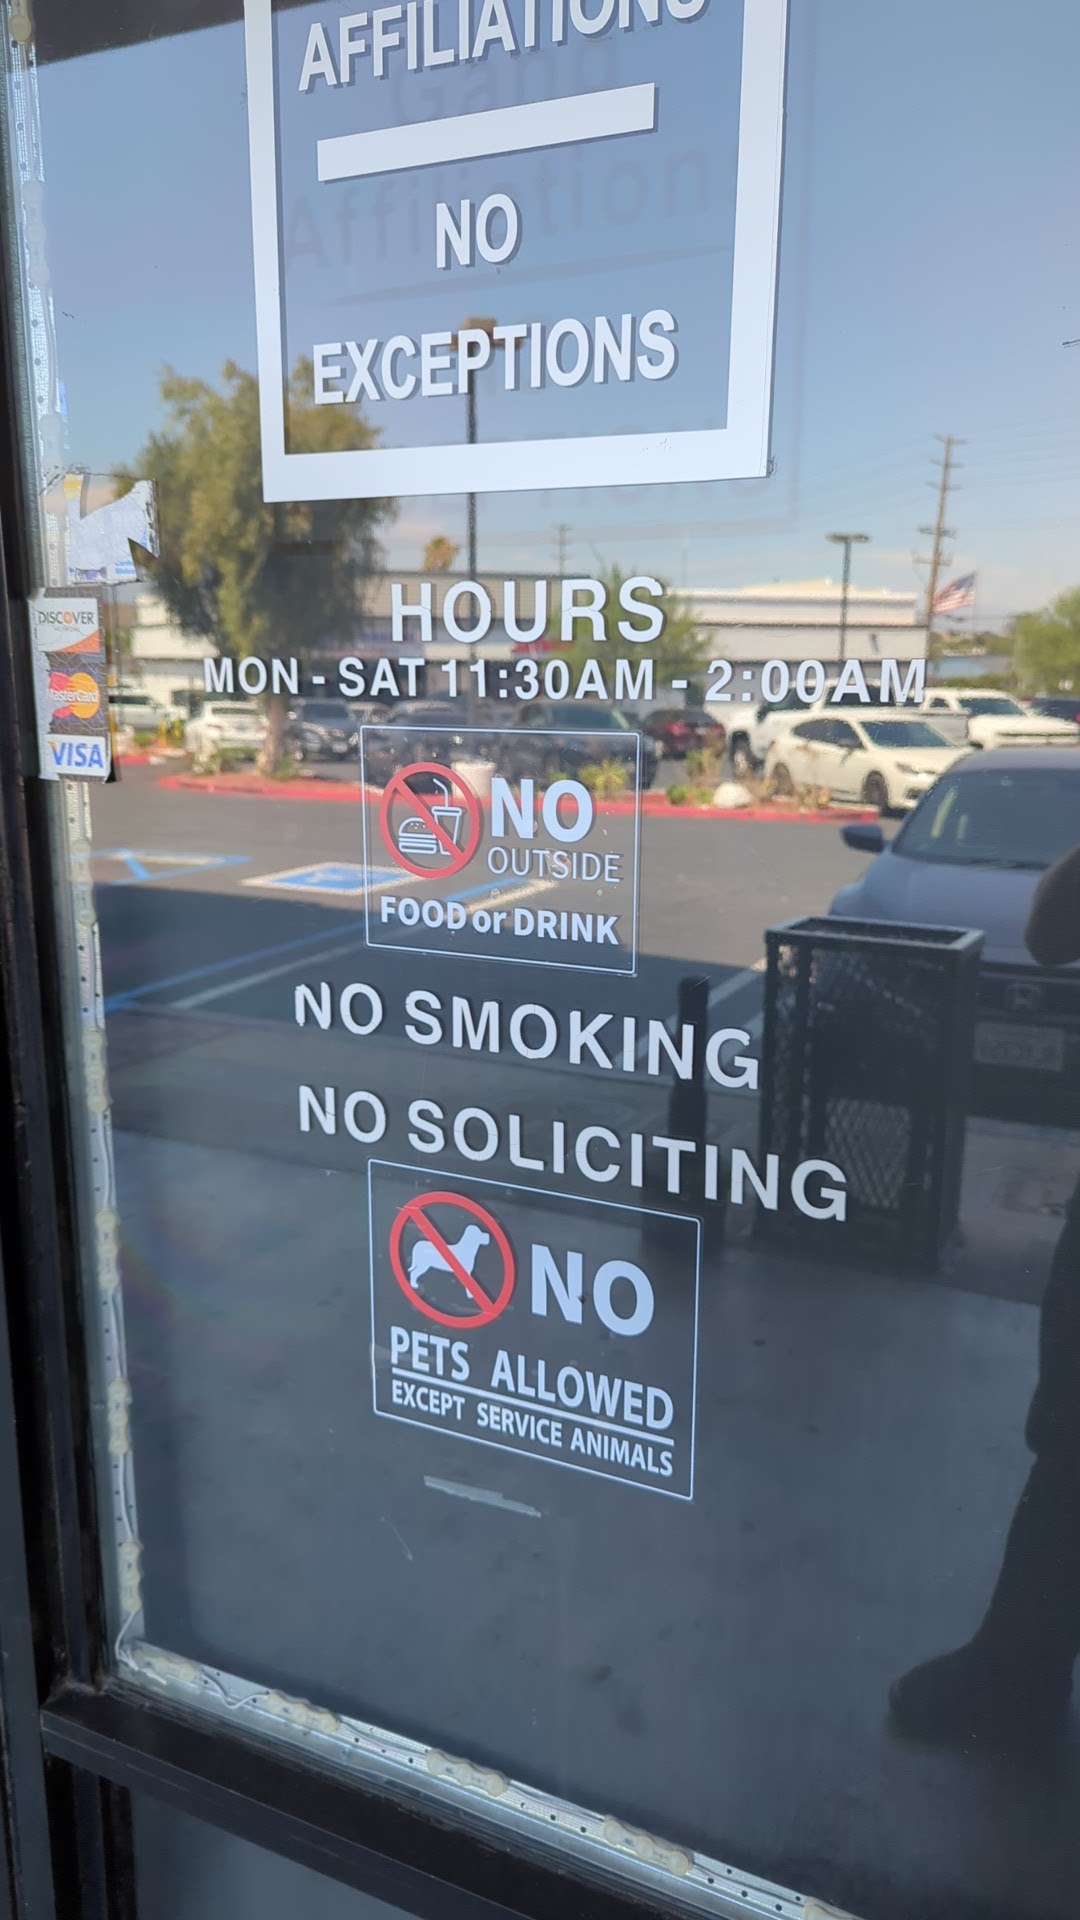 AFFILIATIONS
NO
EXCEPTIONS
HOURS
MON - SAT 11:30AM - 2:00AM
DISCOVER
NETWORK
MasterCard
VISA
NO
OUTSIDE
FOOD or DRINK
NO SMOKING
NO SOLICITING
NO
PETS ALLOWED
EXCEPT SERVICE ANIMALS